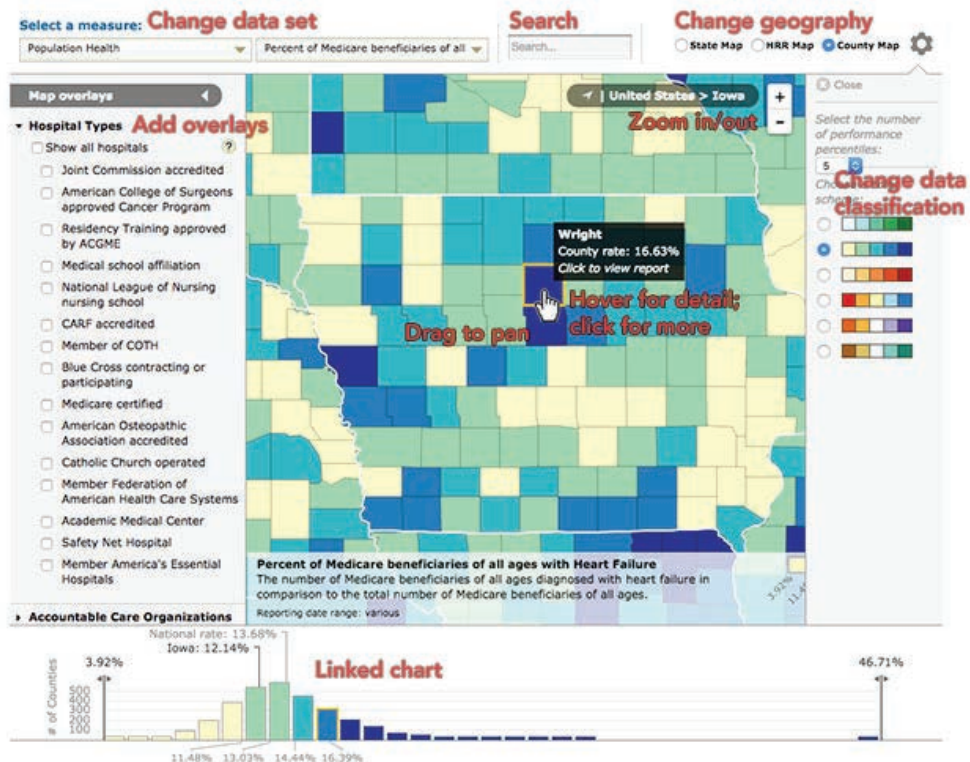 Select a measure: Change data set
Search
Change geography
Population Health
Percent of Medicare beneficiaries of all
Search...
State Map HRR Map County Map
Map overlays
| United States > Iowa
+
-
Close
Zoom in/out
Hospital Types Add overlays
Show all hospitals ?
Joint Commission accredited
American College of Surgeons
approved Cancer Program
Residency Training approved
by ACGME
Medical school affiliation
National League of Nursing
nursing school
CARF accredited
Member of COTH
Blue Cross contracting or
participating
Medicare certified
American Osteopathic
Association accredited
Catholic Church operated
Member Federation of
American Health Care Systems
Academic Medical Center
Safety Net Hospital
Member America's Essential
Hospitals
Accountable Care Organizations
Select the number
of performance
percentiles:
5
Change data
classification
Wright
County rate: 16.63%
Click to view report
Hover for detail;
click for more
Drag to pan
Percent of Medicare beneficiaries of all ages with Heart Failure
The number of Medicare beneficiaries of all ages diagnosed with heart failure in
comparison to the total number of Medicare beneficiaries of all ages.
Reporting date range: various
3.92%
National rate: 13.68%
Iowa: 12.14%
Linked chart
3.92%
46.71%
# of Counties
500
400
300
200
100
11.48% 13.03% 14.44% 16.39%